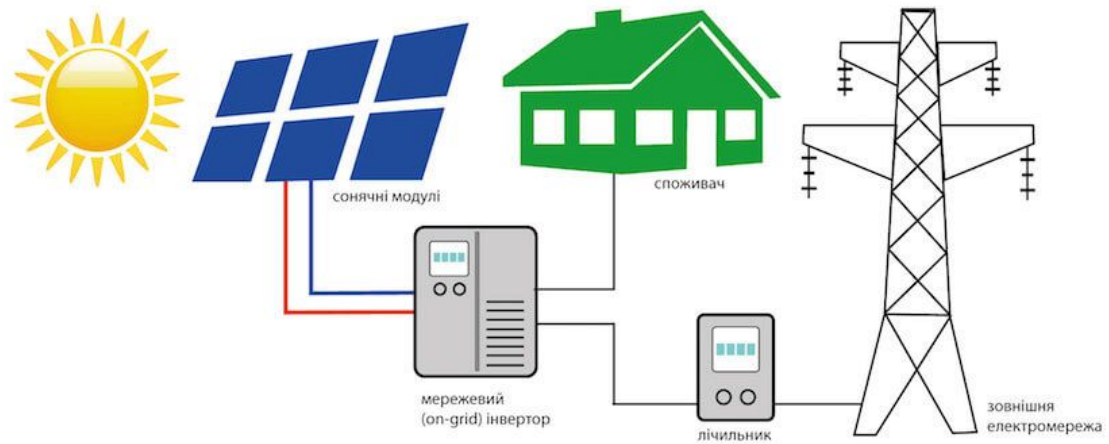 сонячні модулі
споживач
мережевий
(on-grid) інвертор
лічильник
зовнішня
електромережа